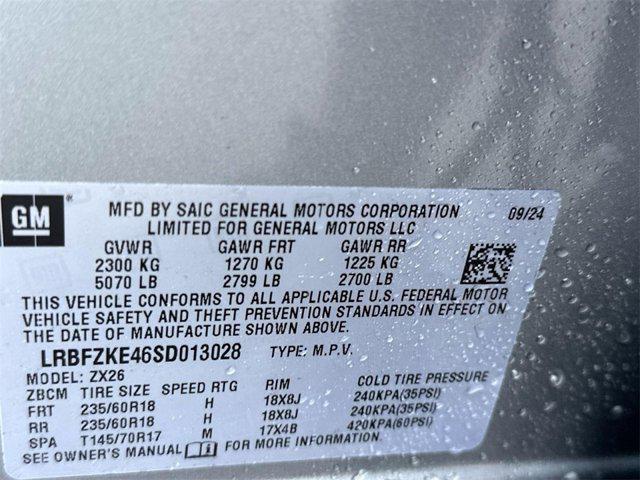 GM ® MFD BY SAIC GENERAL MOTORS CORPORATION 09/24
LIMITED FOR GENERAL MOTORS LLC
GVWR GAWR FRT GAWR RR
2300 KG 1270 KG 1225 KG
5070 LB 2799 LB 2700 LB
THIS VEHICLE CONFORMS TO ALL APPLICABLE U.S. FEDERAL MOTOR
VEHICLE SAFETY AND THEFT PREVENTION STANDARDS IN EFFECT ON
THE DATE OF MANUFACTURE SHOWN ABOVE.
LRBFZKE46SD013028 TYPE: M.P.V.
MODEL: ZX26
ZBCM TIRE SIZE SPEED RTG RIM COLD TIRE PRESSURE
FRT 235/60R18 H 18X8J 240KPA(35PSI)
RR 235/60R18 H 18X8J 240KPA(35PSI)
SPA T145/70R17 M 17X4B 420KPA(60PSI)
SEE OWNER'S MANUAL FOR MORE INFORMATION.